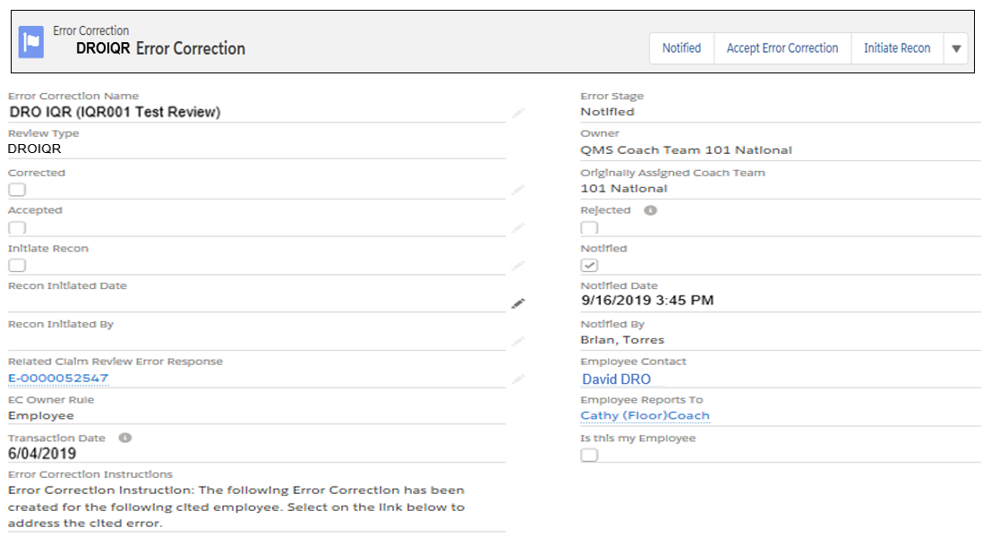 Error Correction
DROIQR Error Correction
Notified
Accept Error Correction
Initiate Recon
Error Correction Name
DRO IQR (IQR001 Test Review)
Review Type
DROIQR
Corrected
Accepted
Initiate Recon
Recon Initiated Date
Recon Initiated By
Related Claim Review Error Response
E-0000052547
EC Owner Rule
Employee
Transaction Date
6/04/2019
Error Correction Instructions
Error Correction Instruction: The following Error Correction has been
created for the following cited employee. Select on the link below to
address the cited error.
Error Stage
Notified
Owner
QMS Coach Team 101 National
Originally Assigned Coach Team
101 National
Rejected
Notified
Notified Date
9/16/2019 3:45 PM
Notified By
Brian, Torres
Employee Contact
David DRO
Employee Reports To
Cathy (Floor)Coach
Is this my Employee